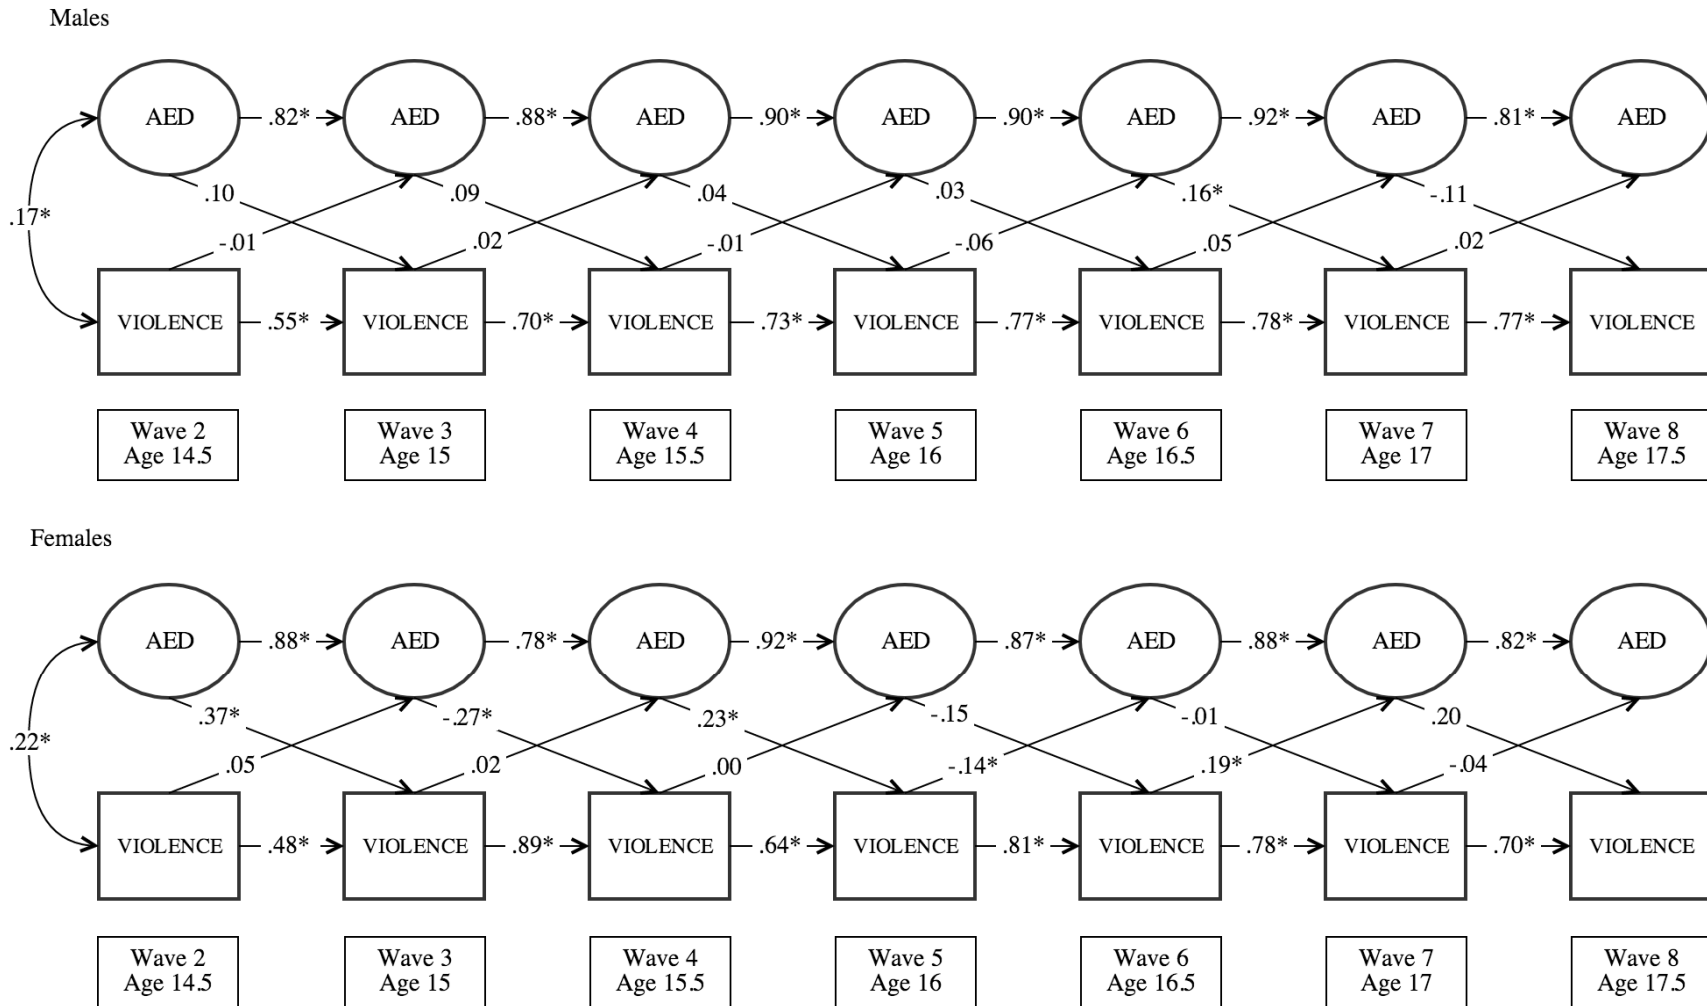 Males
AED .82* AED .88* AED .90* AED .90* AED .92* AED .81* AED
.10 .09 .04 .03 .16* -.11
.17*
-.01 .02 -.01 -.06 .05 .02
VIOLENCE .55* VIOLENCE .70* VIOLENCE .73* VIOLENCE .77* VIOLENCE .78* VIOLENCE .77* VIOLENCE
Wave 2 Wave 3 Wave 4 Wave 5 Wave 6 Wave 7 Wave 8
Age 14.5 Age 15 Age 15.5 Age 16 Age 16.5 Age 17 Age 17.5
Females
AED .88* AED .78* AED .92* AED .87* AED .88* AED .82* AED
.37* -.27* .23* -.15 -.01 .20
.22*
.05 .02 .00 -.14* .19* -.04
VIOLENCE .48* VIOLENCE .89* VIOLENCE .64* VIOLENCE .81* VIOLENCE .78* VIOLENCE .70* VIOLENCE
Wave 2 Wave 3 Wave 4 Wave 5 Wave 6 Wave 7 Wave 8
Age 14.5 Age 15 Age 15.5 Age 16 Age 16.5 Age 17 Age 17.5